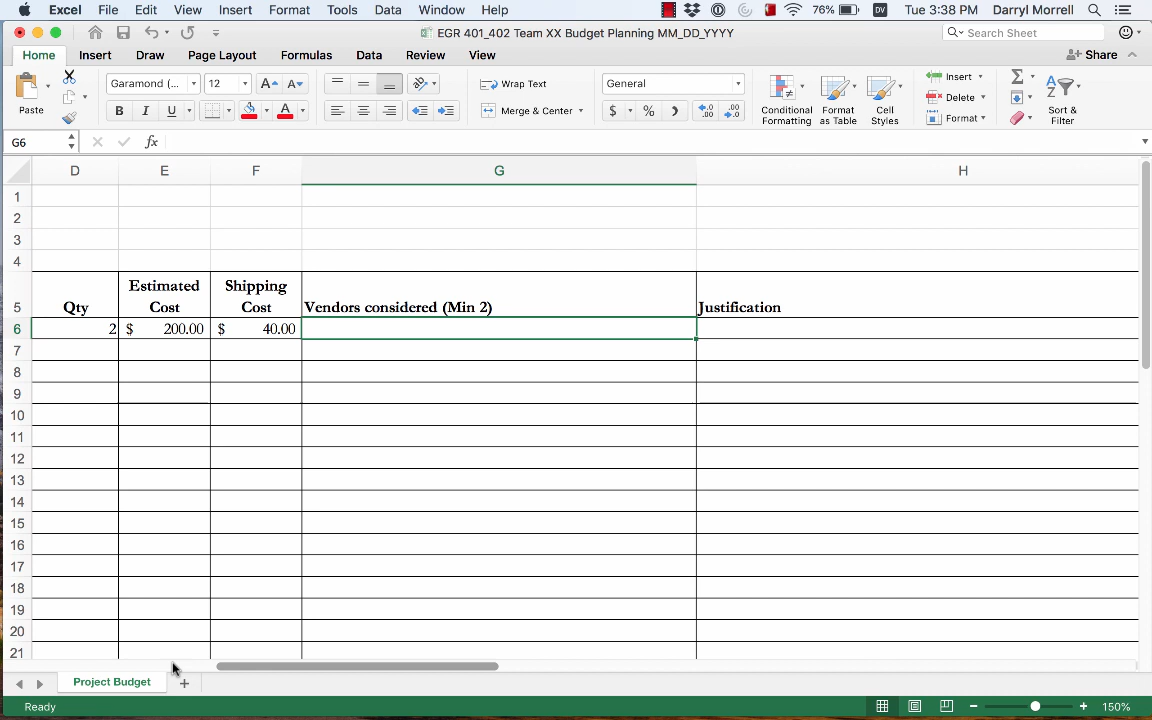 Excel File Edit View Insert Format Tools Data Window Help 76% DV Tue 3:38 PM Darryl Morrell
EGR 401_402 Team XX Budget Planning MM_DD_YYYY
Search Sheet
Home Insert Draw Page Layout Formulas Data Review View
Share
Paste
Garamond (... 12 A A
B I U A
Wrap Text
Merge & Center
General
$ % .0 .00 .00 .0
Conditional Formatting
Format as Table
Cell Styles
Insert
Delete
Format
Sort & Filter
G6 fx
D E F G H
1
2
3
4
5 Qty Estimated Cost Shipping Cost Vendors considered (Min 2) Justification
6 2 $ 200.00 $ 40.00
7
8
9
10
11
12
13
14
15
16
17
18
19
20
21
Project Budget +
Ready
150%